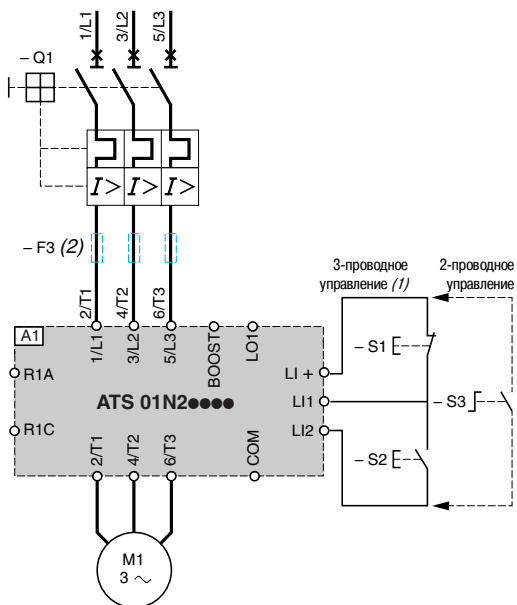 1/L1
3/L2
5/L3
– Q1
I>
I>
I>
– F3 (2)
2/T1
4/T2
6/T3
3-проводное
управление (1)
2-проводное
управление
A1
1/L1
3/L2
5/L3
BOOST
LO1
– S1
R1A
LI +
ATS 01N2●●●●
LI1
– S3
R1C
LI2
2/T1
4/T2
6/T3
COM
– S2
M1
3 ~